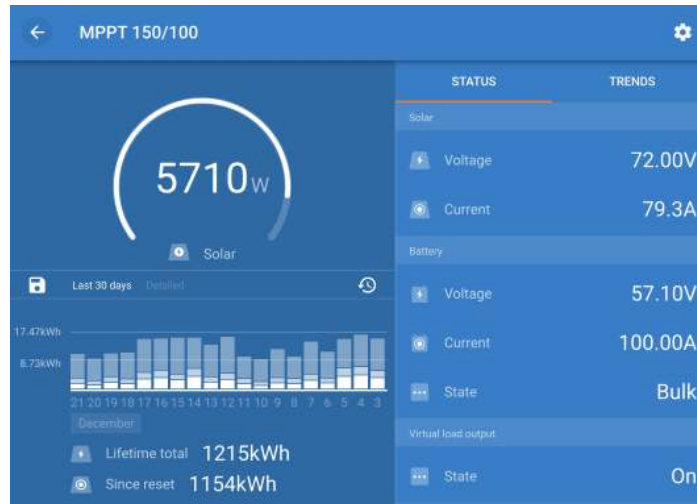 MPPT 150/100
5710W
Solar
Last 30 days Detailed
17.47kWh
8.73kWh
21 20 19 18 17 16 15 14 13 12 11 10 9 8 7 6 5 4 3
December
Lifetime total 1215kWh
Since reset 1154kWh
STATUS TRENDS
Solar
Voltage 72.00V
Current 79.3A
Battery
Voltage 57.10V
Current 100.00A
State Bulk
Virtual load output
State On